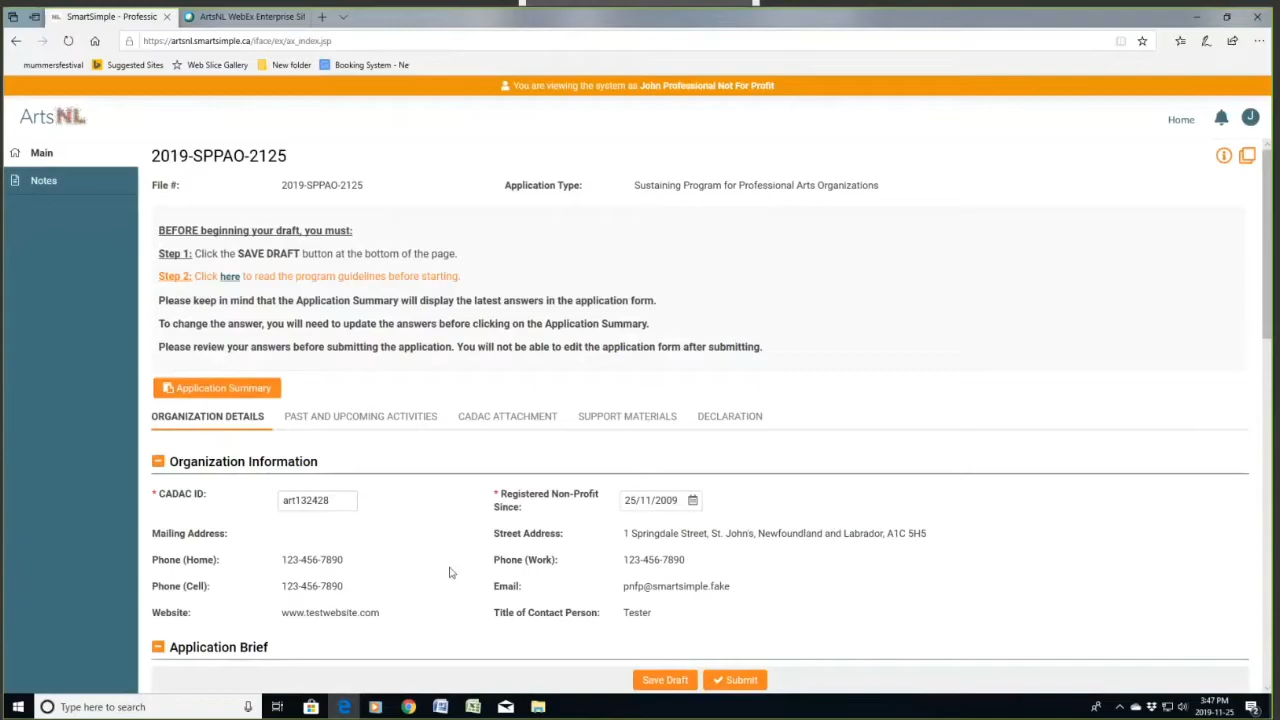 SmartSimple - Professic
ArtsNL WebEx Enterprise Sit
https://artsnl.smartsimple.ca/iface/ex/ax_index.jsp
mummersfestival
Suggested Sites
Web Slice Gallery
New folder
Booking System - Ne
You are viewing the system as John Professional Not For Profit
Arts NL
Home
J
Main
Notes
2019-SPPAO-2125
File #: 2019-SPPAO-2125 Application Type: Sustaining Program for Professional Arts Organizations
BEFORE beginning your draft, you must:
Step 1: Click the SAVE DRAFT button at the bottom of the page.
Step 2: Click here to read the program guidelines before starting.
Please keep in mind that the Application Summary will display the latest answers in the application form.
To change the answer, you will need to update the answers before clicking on the Application Summary.
Please review your answers before submitting the application. You will not be able to edit the application form after submitting.
Application Summary
ORGANIZATION DETAILS PAST AND UPCOMING ACTIVITIES CADAC ATTACHMENT SUPPORT MATERIALS DECLARATION
Organization Information
* CADAC ID: art132428
* Registered Non-Profit
Since: 25/11/2009
Mailing Address: Street Address: 1 Springdale Street, St. John's, Newfoundland and Labrador, A1C 5H5
Phone (Home): 123-456-7890 Phone (Work): 123-456-7890
Phone (Cell): 123-456-7890 Email: pnfp@smartsimple.fake
Website: www.testwebsite.com Title of Contact Person: Tester
Application Brief
Save Draft Submit
Type here to search
3:47 PM
2019-11-25
2